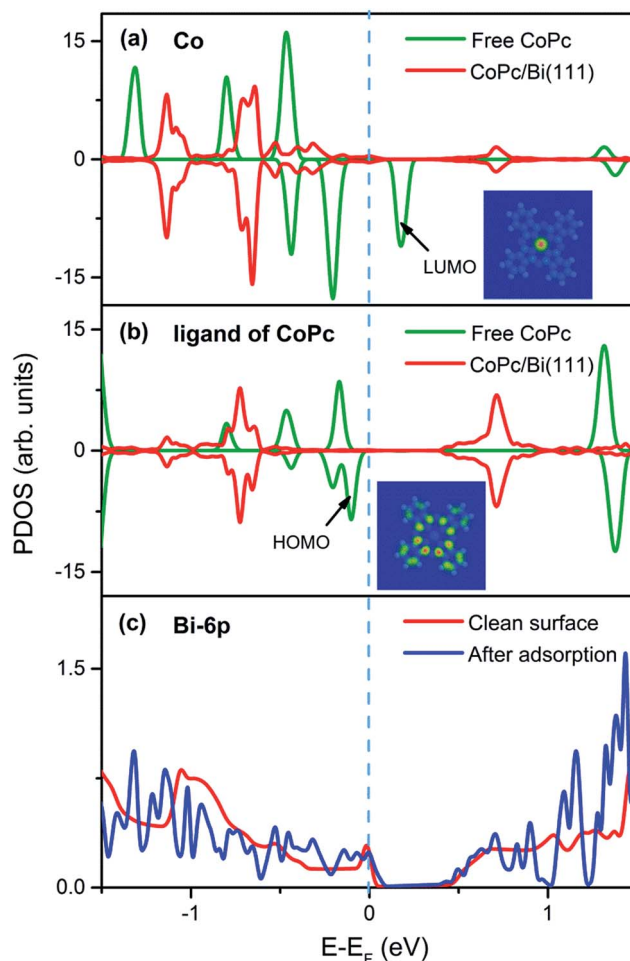 (a) Co
Free CoPc
CoPc/Bi(111)
15
0
-15
LUMO
(b) ligand of CoPc
Free CoPc
CoPc/Bi(111)
15
0
-15
HOMO
PDOS (arb. units)
(c) Bi-6p
Clean surface
After adsorption
1.5
0.0
-1 0 1
E-E_F (eV)